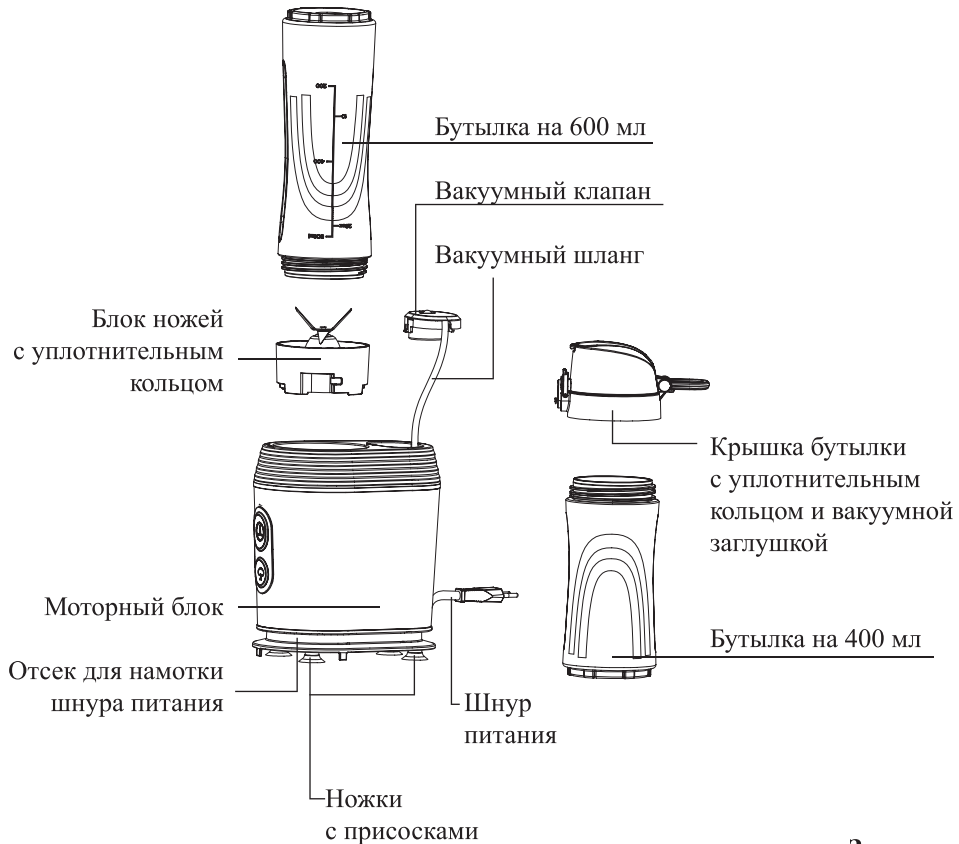 Бутылка на 600 мл
Вакуумный клапан
Вакуумный шланг
Блок ножей
с уплотнительным
кольцом
Крышка бутылки
с уплотнительным
кольцом и вакуумной
заглушкой
Моторный блок
Бутылка на 400 мл
Отсек для намотки
шнура питания
Шнур
питания
Ножки
с присосками